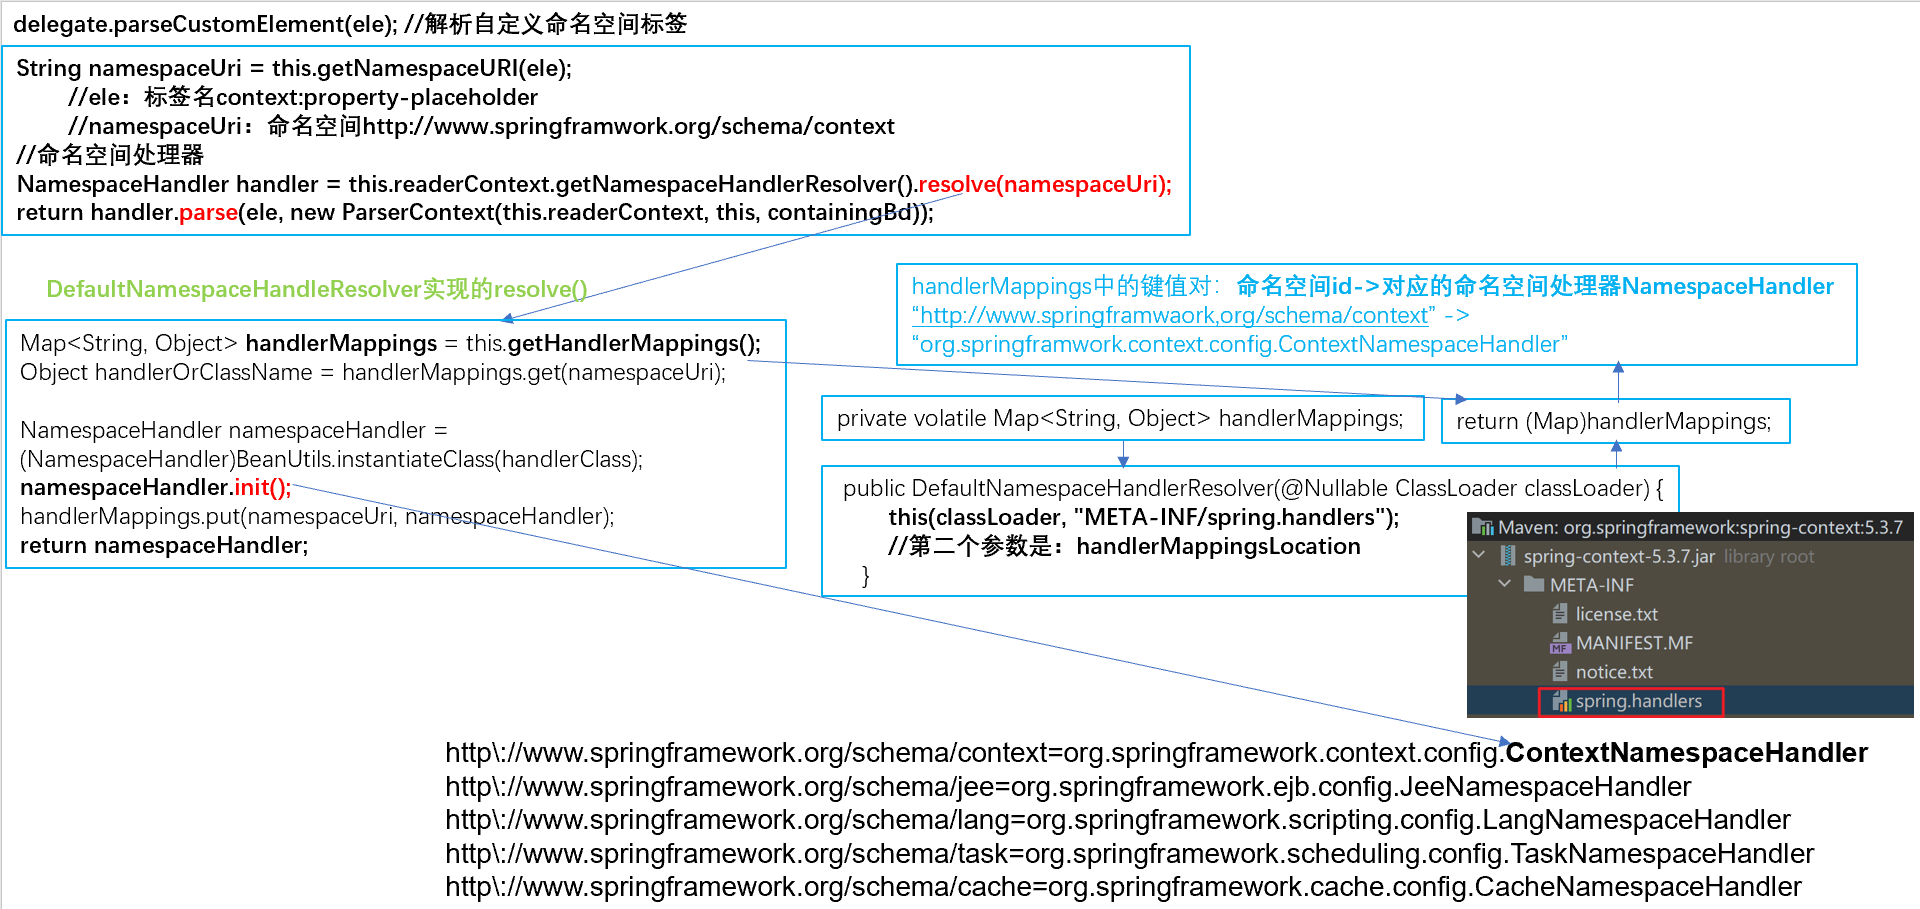 delegate.parseCustomElement(ele); //解析自定义命名空间标签
String namespaceUri = this.getNamespaceURI(ele);
//ele：标签名context:property-placeholder
//namespaceUri：命名空间http://www.springframwork.org/schema/context
//命名空间处理器
NamespaceHandler handler = this.readerContext.getNamespaceHandlerResolver().resolve(namespaceUri);
return handler.parse(ele, new ParserContext(this.readerContext, this, containingBd));
DefaultNamespaceHandleResolver实现的resolve()
Map<String, Object> handlerMappings = this.getHandlerMappings();
Object handlerOrClassName = handlerMappings.get(namespaceUri);
NamespaceHandler namespaceHandler =
(NamespaceHandler)BeanUtils.instantiateClass(handlerClass);
namespaceHandler.init();
handlerMappings.put(namespaceUri, namespaceHandler);
return namespaceHandler;
handlerMappings中的键值对：命名空间id->对应的命名空间处理器NamespaceHandler
“http://www.springframwaork,org/schema/context” ->
“org.springframwork.context.config.ContextNamespaceHandler”
private volatile Map<String, Object> handlerMappings;
return (Map)handlerMappings;
public DefaultNamespaceHandlerResolver(@Nullable ClassLoader classLoader) {
this(classLoader, "META-INF/spring.handlers");
//第二个参数是：handlerMappingsLocation
}
Maven: org.springframework:spring-context:5.3.7
spring-context-5.3.7.jar library root
META-INF
license.txt
MANIFEST.MF
notice.txt
spring.handlers
http\://www.springframework.org/schema/context=org.springframework.context.config.ContextNamespaceHandler
http\://www.springframework.org/schema/jee=org.springframework.ejb.config.JeeNamespaceHandler
http\://www.springframework.org/schema/lang=org.springframework.scripting.config.LangNamespaceHandler
http\://www.springframework.org/schema/task=org.springframework.scheduling.config.TaskNamespaceHandler
http\://www.springframework.org/schema/cache=org.springframework.cache.config.CacheNamespaceHandler